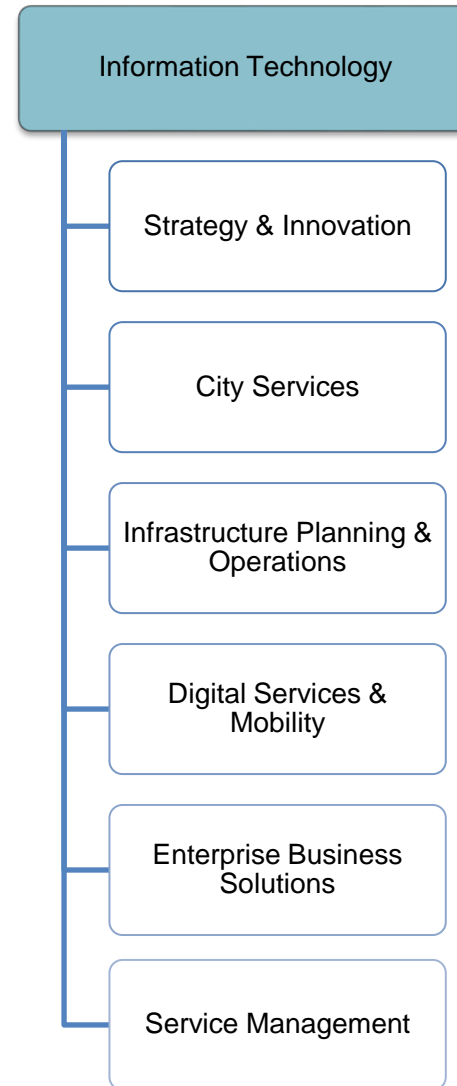 Information Technology
Strategy & Innovation
City Services
Infrastructure Planning &
Operations
Digital Services &
Mobility
Enterprise Business
Solutions
Service Management